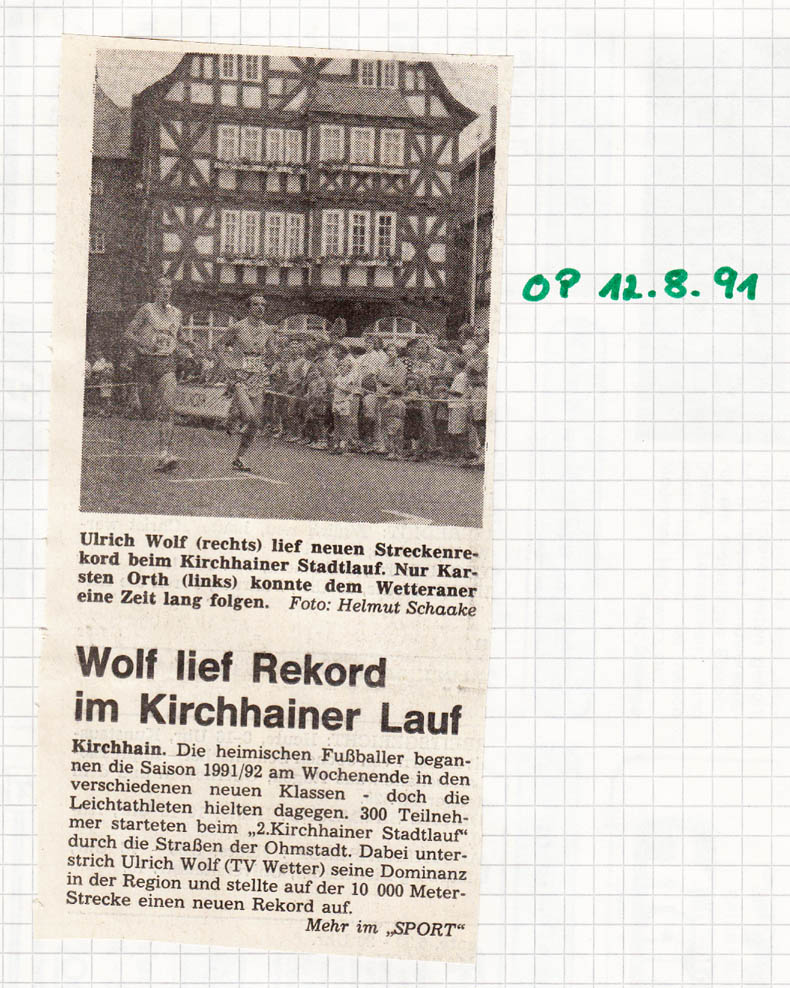 OP 12.8.91
Ulrich Wolf (rechts) lief neuen Streckenre-
kord beim Kirchhainer Stadtlauf. Nur Kar-
sten Orth (links) konnte dem Wetteraner
eine Zeit lang folgen. Foto: Helmut Schaake
Wolf lief Rekord
im Kirchhainer Lauf
Kirchhain. Die heimischen Fußballer began-
nen die Saison 1991/92 am Wochenende in den
verschiedenen neuen Klassen - doch die
Leichtathleten hielten dagegen. 300 Teilneh-
mer starteten beim „2.Kirchhainer Stadtlauf“
durch die Straßen der Ohmstadt. Dabei unter-
strich Ulrich Wolf (TV Wetter) seine Dominanz
in der Region und stellte auf der 10 000 Meter-
Strecke einen neuen Rekord auf.
Mehr im „SPORT“